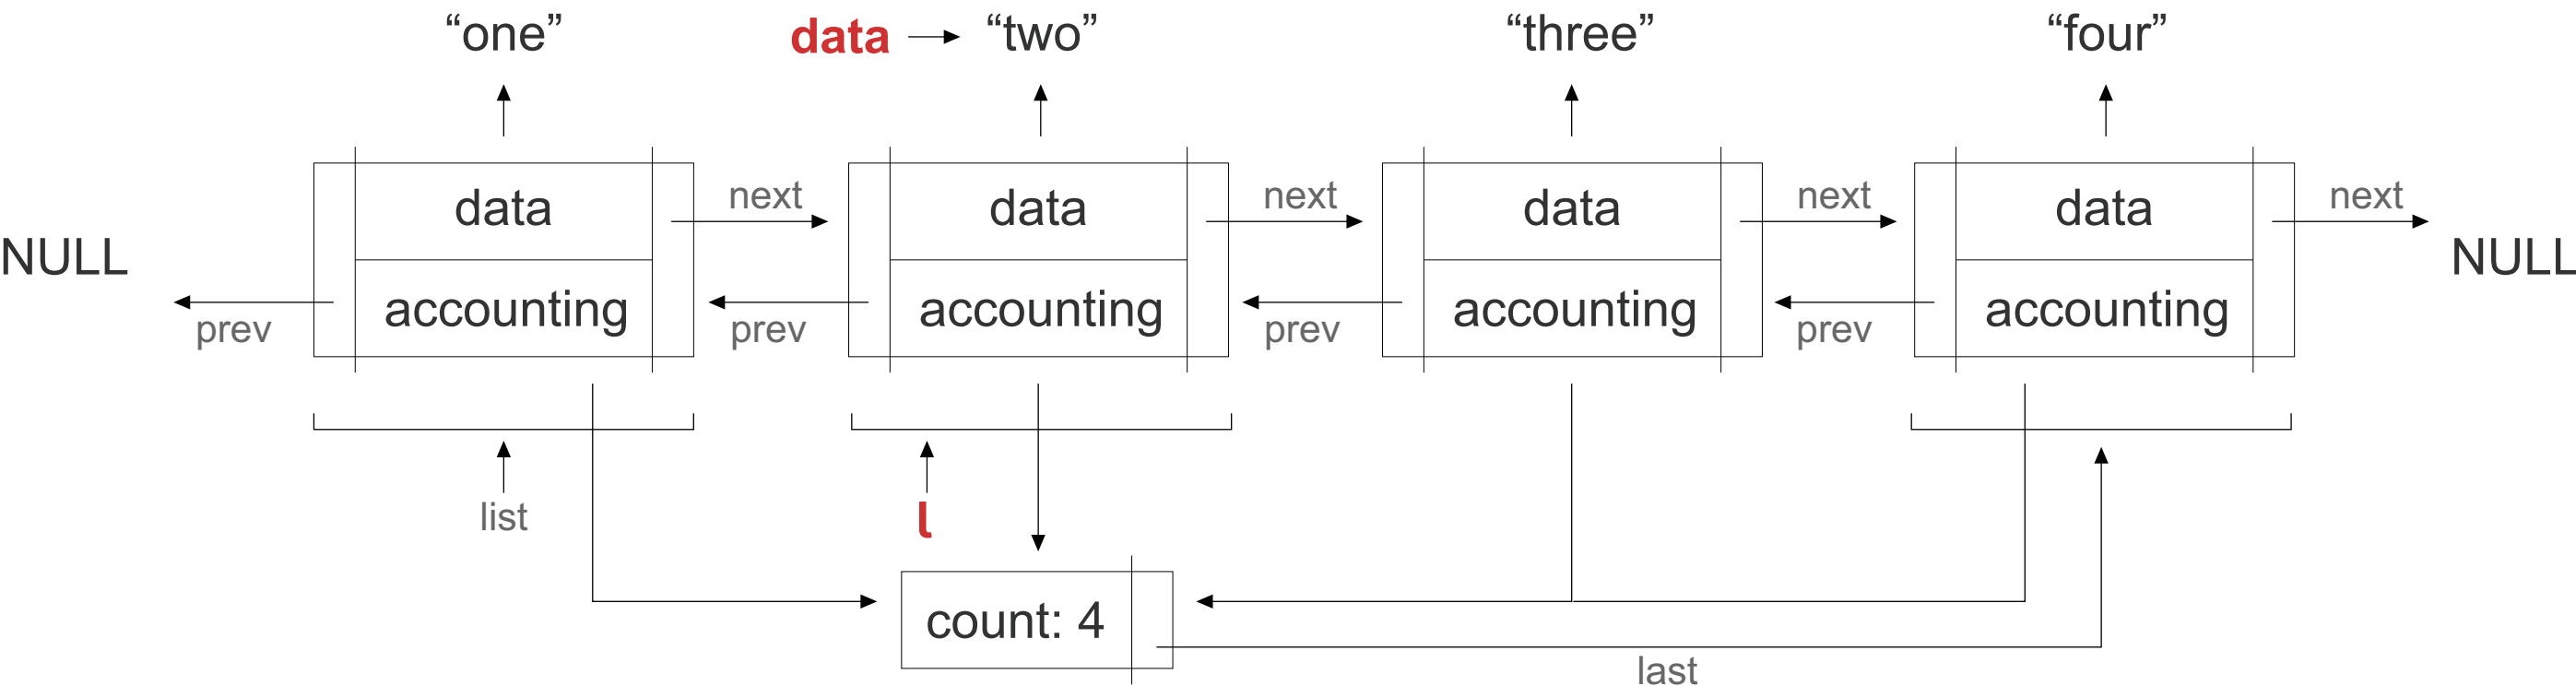 “one” data “two” “three” “four”
data next data next data next data next
NULL NULL
accounting accounting accounting accounting
prev prev prev prev
list l
count: 4
last